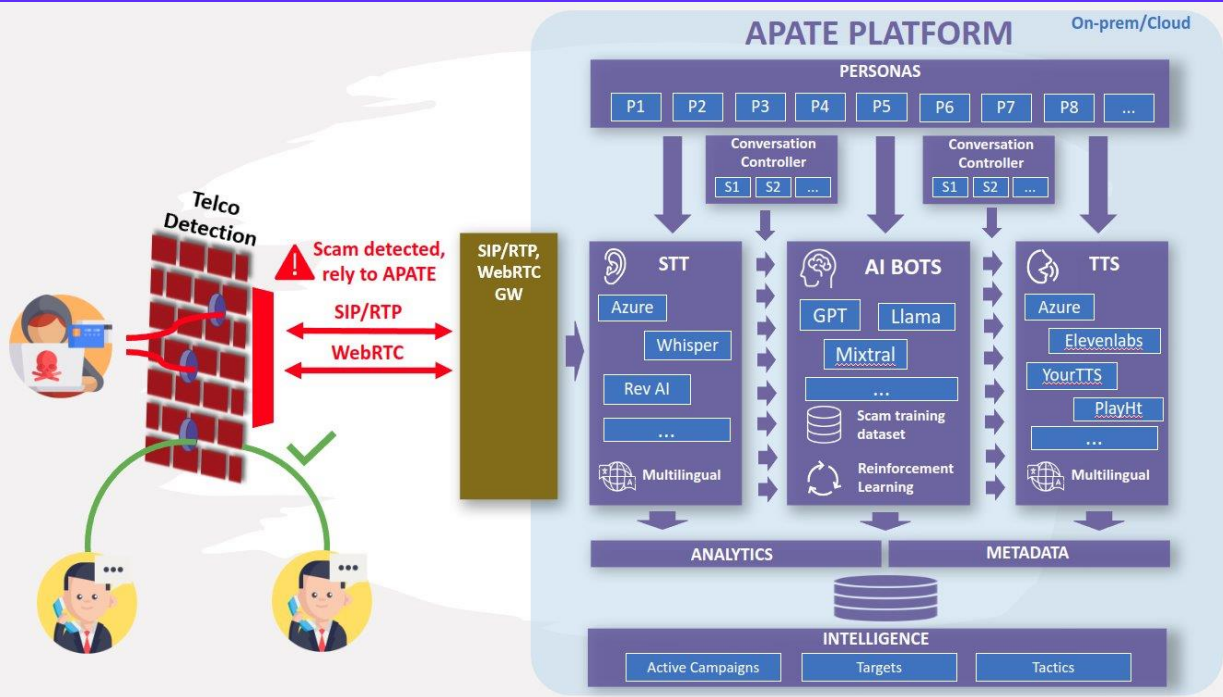 APATE PLATFORM
On-prem/Cloud
PERSONAS
P1
P2
P3
P4
P5
P6
P7
P8
...
Conversation
Controller
S1
S2
...
Conversation
Controller
S1
S2
...
Telco
Detection
!
Scam detected,
rely to APATE
SIP/RTP
WebRTC
SIP/RTP,
WebRTC
GW
STT
Azure
Whisper
Rev AI
...
Multilingual
AI BOTS
GPT
Llama
Mixtral
...
Scam training
dataset
Reinforcement
Learning
TTS
Azure
Elevenlabs
YourTTS
PlayHt
...
Multilingual
ANALYTICS
METADATA
INTELLIGENCE
Active Campaigns
Targets
Tactics